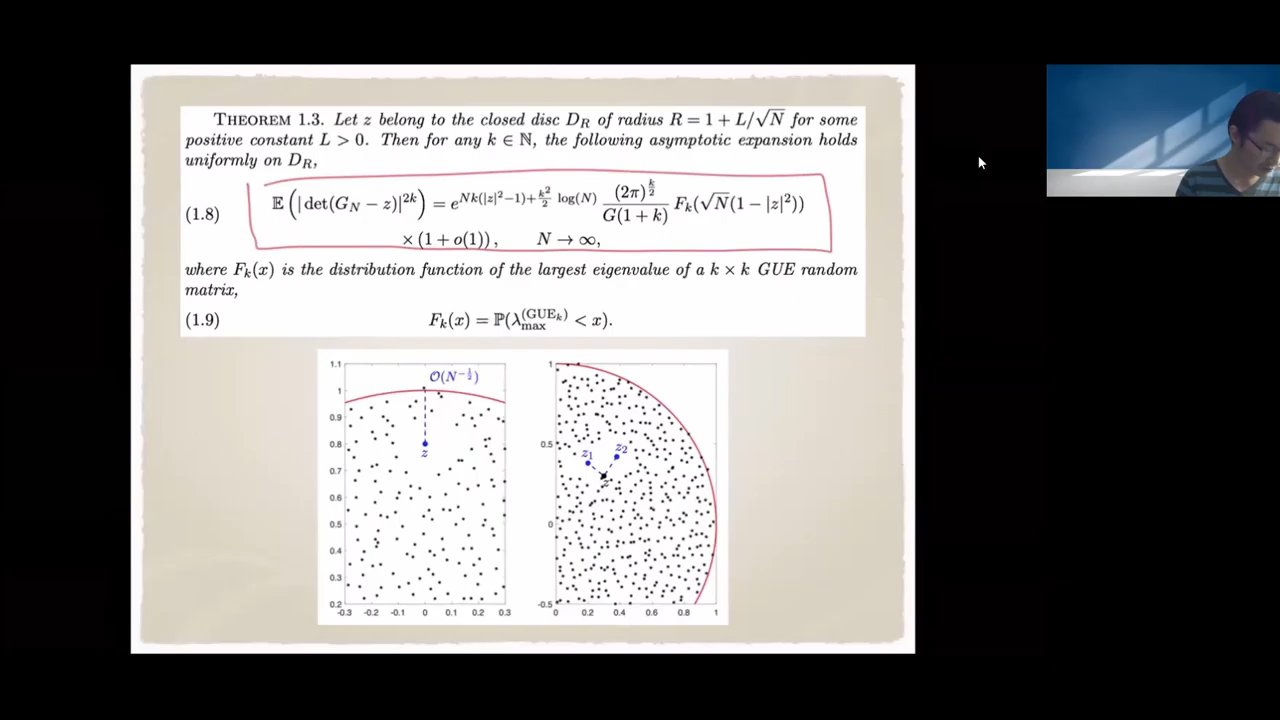 THEOREM 1.3. Let z belong to the closed disc D_R of radius R = 1 + L/√N for some
positive constant L > 0. Then for any k ∈ ℕ, the following asymptotic expansion holds
uniformly on D_R,
(1.8) 𝔼(|det(G_N − z)|^{2k}) = e^{Nk(|z|²−1)+\frac{k²}{2} log(N)} \frac{(2π)^{\frac{k}{2}}}{G(1+k)} F_k(√N(1 − |z|²))
× (1 + o(1)), N → ∞,
where F_k(x) is the distribution function of the largest eigenvalue of a k × k GUE random
matrix,
(1.9) F_k(x) = ℙ(λ_{max}^{(GUE_k)} < x).
1.1
1
0.9
0.8
0.7
0.6
0.5
0.4
0.3
0.2
-0.3 -0.2 -0.1 0 0.1 0.2 0.3
𝒪(N^{-\frac{1}{2}})
z
1
0.5
0
-0.5
0 0.2 0.4 0.6 0.8 1
z_1
z_2
z